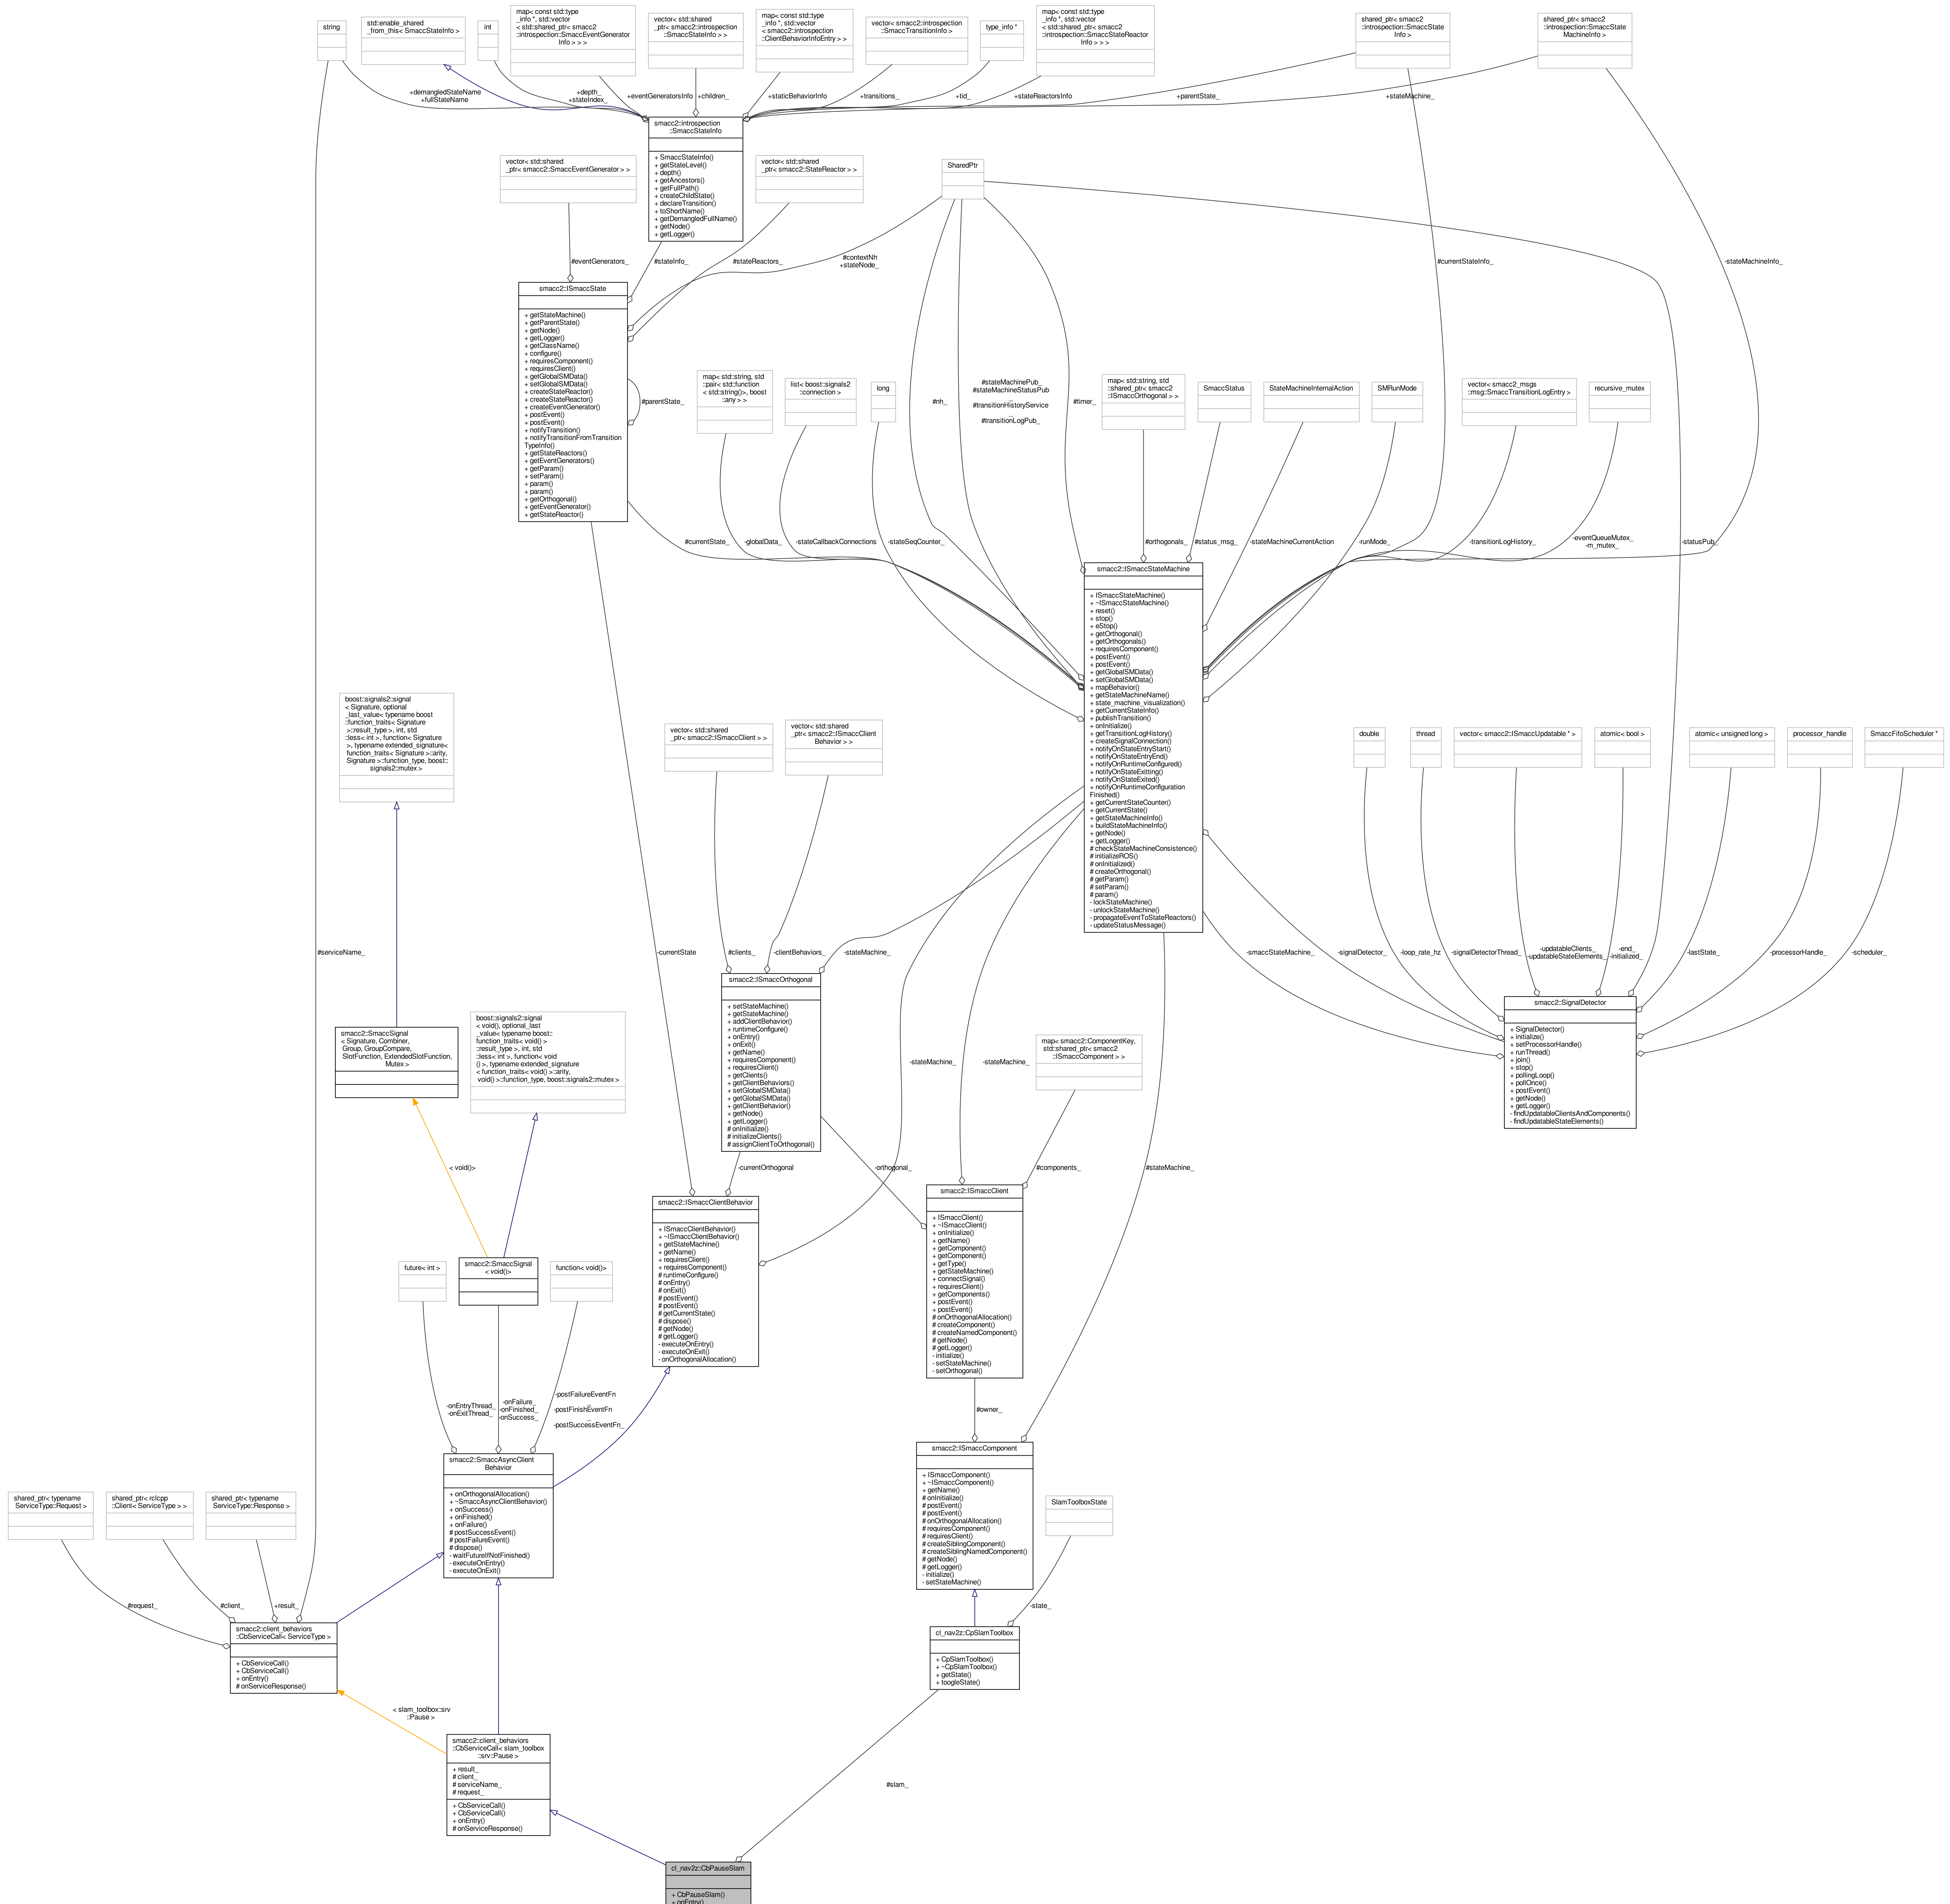 string
std::enable_shared
_from_this< SmaccStateInfo >
int
map< const std::type
_info *, std::vector
< std::shared_ptr< smacc2
::introspection::SmaccEventGenerator
Info > > >
vector< std::shared
_ptr< smacc2::introspection
::SmaccStateInfo > >
map< const std::type
_info *, std::vector
< smacc2::introspection
::ClientBehaviorInfoEntry > >
vector< smacc2::introspection
::SmaccTransitionInfo >
type_info *
map< const std::type
_info *, std::vector
< std::shared_ptr< smacc2
::introspection::SmaccStateReactor
Info > > >
shared_ptr< smacc2
::introspection::SmaccState
Info >
shared_ptr< smacc2
::introspection::SmaccState
MachineInfo >
+demangledStateName
+fullStateName
+depth_
+stateIndex_
+eventGeneratorsInfo
+children_
+staticBehaviorInfo
+transitions_
+tid_
+stateReactorsInfo
+parentState_
+stateMachine_
smacc2::introspection
::SmaccStateInfo
+ SmaccStateInfo()
+ getStateLevel()
+ depth()
+ getAncestors()
+ getFullPath()
+ createChildState()
+ declareTransition()
+ toShortName()
+ getDemangledFullName()
+ getNode()
+ getLogger()
vector< std::shared
_ptr< smacc2::SmaccEventGenerator > >
vector< std::shared
_ptr< smacc2::StateReactor > >
SharedPtr
#eventGenerators_
#stateInfo_
#stateReactors_
#contextNh
+stateNode_
#currentStateInfo_
-stateMachineInfo_
smacc2::ISmaccState
+ getStateMachine()
+ getParentState()
+ getNode()
+ getLogger()
+ getClassName()
+ configure()
+ requiresComponent()
+ requiresClient()
+ getGlobalSMData()
+ setGlobalSMData()
+ createStateReactor()
+ createStateReactor()
+ createEventGenerator()
+ postEvent()
+ postEvent()
+ notifyTransition()
+ notifyTransitionFromTransition
TypeInfo()
+ getStateReactors()
+ getEventGenerators()
+ getParam()
+ setParam()
+ param()
+ param()
+ getOrthogonal()
+ getEventGenerator()
+ getStateReactor()
#parentState_
map< std::string, std
::pair< std::function
< std::string()>, boost
::any > >
list< boost::signals2
::connection >
long
#nh_
#stateMachinePub_
#stateMachineStatusPub
_
#transitionHistoryService
_
#transitionLogPub_
#timer_
map< std::string, std
::shared_ptr< smacc2
::ISmaccOrthogonal > >
SmaccStatus
StateMachineInternalAction
SMRunMode
vector< smacc2_msgs
::msg::SmaccTransitionLogEntry >
recursive_mutex
#currentState_
-globalData_
-stateCallbackConnections
-stateSeqCounter_
#orthogonals_
#status_msg_
-stateMachineCurrentAction
-runMode_
-transitionLogHistory_
-eventQueueMutex_
-m_mutex_
-statusPub_
smacc2::ISmaccStateMachine
+ ISmaccStateMachine()
+ ~ISmaccStateMachine()
+ reset()
+ stop()
+ eStop()
+ getOrthogonal()
+ getOrthogonals()
+ requiresComponent()
+ postEvent()
+ postEvent()
+ getGlobalSMData()
+ setGlobalSMData()
+ mapBehavior()
+ getStateMachineName()
+ state_machine_visualization()
+ getCurrentStateInfo()
+ publishTransition()
+ onInitialize()
+ getTransitionLogHistory()
+ createSignalConnection()
+ notifyOnStateEntryStart()
+ notifyOnStateEntryEnd()
+ notifyOnRuntimeConfigured()
+ notifyOnStateExitting()
+ notifyOnStateExited()
+ notifyOnRuntimeConfiguration
Finished()
+ getCurrentStateCounter()
+ getCurrentState()
+ getStateMachineInfo()
+ buildStateMachineInfo()
+ getNode()
+ getLogger()
# checkStateMachineConsistence()
# initializeROS()
# onInitialized()
# createOrthogonal()
# getParam()
# setParam()
# param()
- lockStateMachine()
- unlockStateMachine()
- propagateEventToStateReactors()
- updateStatusMessage()
boost::signals2::signal
< Signature, optional
_last_value< typename boost
::function_traits< Signature
>::result_type >, int, std
::less< int >, function< Signature
>, typename extended_signature<
function_traits< Signature >::arity,
Signature >::function_type, boost::
signals2::mutex >
vector< std::shared
_ptr< smacc2::ISmaccClient > >
vector< std::shared
_ptr< smacc2::ISmaccClient
Behavior > >
double
thread
vector< smacc2::ISmaccUpdatable * >
atomic< bool >
atomic< unsigned long >
processor_handle
SmaccFifoScheduler *
#serviceName_
-currentState
#clients_
-clientBehaviors_
-stateMachine_
-smaccStateMachine_
-signalDetector_
-loop_rate_hz
-signalDetectorThread_
-updatableClients_
-updatableStateElements_
-end_
-initialized_
-lastState_
-processorHandle_
-scheduler_
smacc2::ISmaccOrthogonal
+ setStateMachine()
+ getStateMachine()
+ addClientBehavior()
+ runtimeConfigure()
+ onEntry()
+ onExit()
+ getName()
+ requiresComponent()
+ requiresClient()
+ getClients()
+ getClientBehaviors()
+ setGlobalSMData()
+ getGlobalSMData()
+ getClientBehavior()
+ getNode()
+ getLogger()
# onInitialize()
# initializeClients()
# assignClientToOrthogonal()
smacc2::SignalDetector
+ SignalDetector()
+ initialize()
+ setProcessorHandle()
+ runThread()
+ join()
+ stop()
+ pollingLoop()
+ pollOnce()
+ postEvent()
+ getNode()
+ getLogger()
- findUpdatableClientsAndComponents()
- findUpdatableStateElements()
smacc2::SmaccSignal
< Signature, Combiner,
Group, GroupCompare,
SlotFunction, ExtendedSlotFunction,
Mutex >
boost::signals2::signal
< void(), optional_last
_value< typename boost::
function_traits< void() >
::result_type >, int, std
::less< int >, function< void
() >, typename extended_signature
< function_traits< void() >::arity,
void() >::function_type, boost::signals2::mutex >
-stateMachine_
-stateMachine_
map< smacc2::ComponentKey,
std::shared_ptr< smacc2
::ISmaccComponent > >
< void()>
-currentOrthogonal
-orthogonal_
#components_
#stateMachine_
smacc2::ISmaccClientBehavior
+ ISmaccClientBehavior()
+ ~ISmaccClientBehavior()
+ getStateMachine()
+ getName()
+ requiresClient()
+ requiresComponent()
# runtimeConfigure()
# onEntry()
# onExit()
# postEvent()
# postEvent()
# getCurrentState()
# dispose()
# getNode()
# getLogger()
- executeOnEntry()
- executeOnExit()
- onOrthogonalAllocation()
smacc2::ISmaccClient
+ ISmaccClient()
+ ~ISmaccClient()
+ onInitialize()
+ getName()
+ getComponent()
+ getComponent()
+ getType()
+ getStateMachine()
+ connectSignal()
+ requiresClient()
+ getComponents()
+ postEvent()
+ postEvent()
# onOrthogonalAllocation()
# createComponent()
# createNamedComponent()
# getNode()
# getLogger()
- initialize()
- setStateMachine()
- setOrthogonal()
future< int >
smacc2::SmaccSignal
< void()>
function< void()>
-onEntryThread_
-onExitThread_
-onFailure_
-onFinished_
-onSuccess_
-postFailureEventFn
_
-postFinishEventFn
_
-postSuccessEventFn_
#owner_
smacc2::SmaccAsyncClient
Behavior
+ onOrthogonalAllocation()
+ ~SmaccAsyncClientBehavior()
+ onSuccess()
+ onFinished()
+ onFailure()
# postSuccessEvent()
# postFailureEvent()
# dispose()
- waitFutureIfNotFinished()
- executeOnEntry()
- executeOnExit()
smacc2::ISmaccComponent
+ ISmaccComponent()
+ ~ISmaccComponent()
+ getName()
# onInitialize()
# postEvent()
# postEvent()
# onOrthogonalAllocation()
# requiresComponent()
# requiresClient()
# createSiblingComponent()
# createSiblingNamedComponent()
# getNode()
# getLogger()
- initialize()
- setStateMachine()
shared_ptr< typename
ServiceType::Request >
shared_ptr< rclcpp
::Client< ServiceType > >
shared_ptr< typename
ServiceType::Response >
SlamToolboxState
#request_
#client_
+result_
-state_
smacc2::client_behaviors
::CbServiceCall< ServiceType >
+ CbServiceCall()
+ CbServiceCall()
+ onEntry()
# onServiceResponse()
cl_nav2z::CpSlamToolbox
+ CpSlamToolbox()
+ ~CpSlamToolbox()
+ getState()
+ toogleState()
< slam_toolbox::srv
::Pause >
smacc2::client_behaviors
::CbServiceCall< slam_toolbox
::srv::Pause >
+ result_
# client_
# serviceName_
# request_
+ CbServiceCall()
+ CbServiceCall()
+ onEntry()
# onServiceResponse()
#slam_
cl_nav2z::CbPauseSlam
+ CbPauseSlam()
+ onEntry()